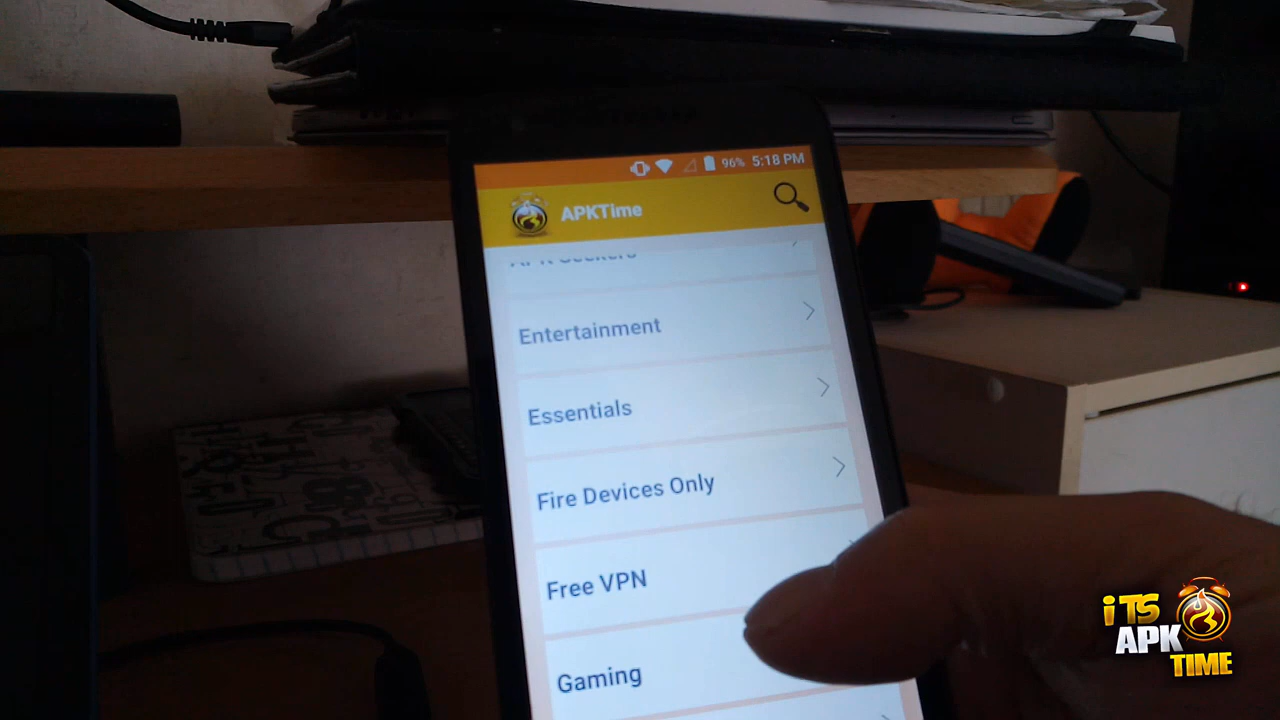 96% 5:18 PM
APKTime
Entertainment
Essentials
Fire Devices Only
Free VPN
Gaming
iTS
APK
TIME